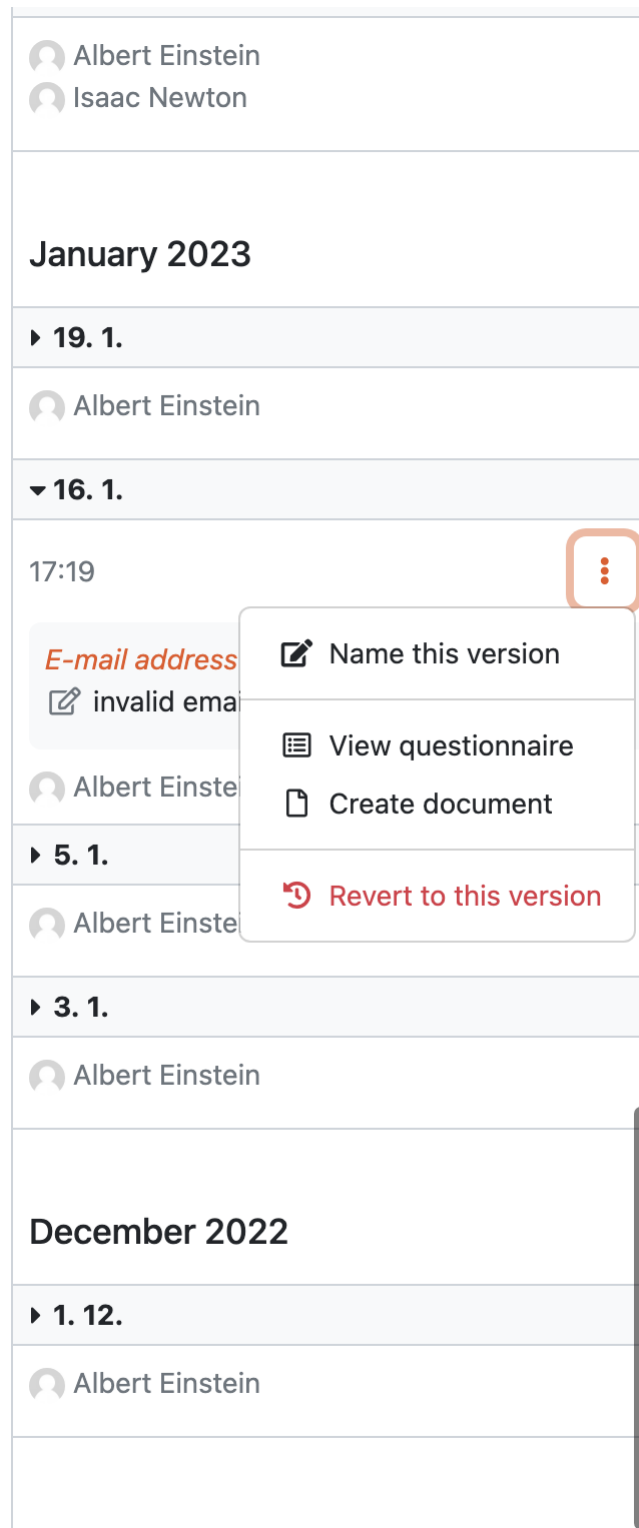 Albert Einstein
Isaac Newton
January 2023
19. 1.
Albert Einstein
16. 1.
17:19
Name this version
E-mail address
invalid emai
View questionnaire
Create document
Albert Einste
5. 1.
Revert to this version
Albert Einste
3. 1.
Albert Einstein
December 2022
1. 12.
Albert Einstein